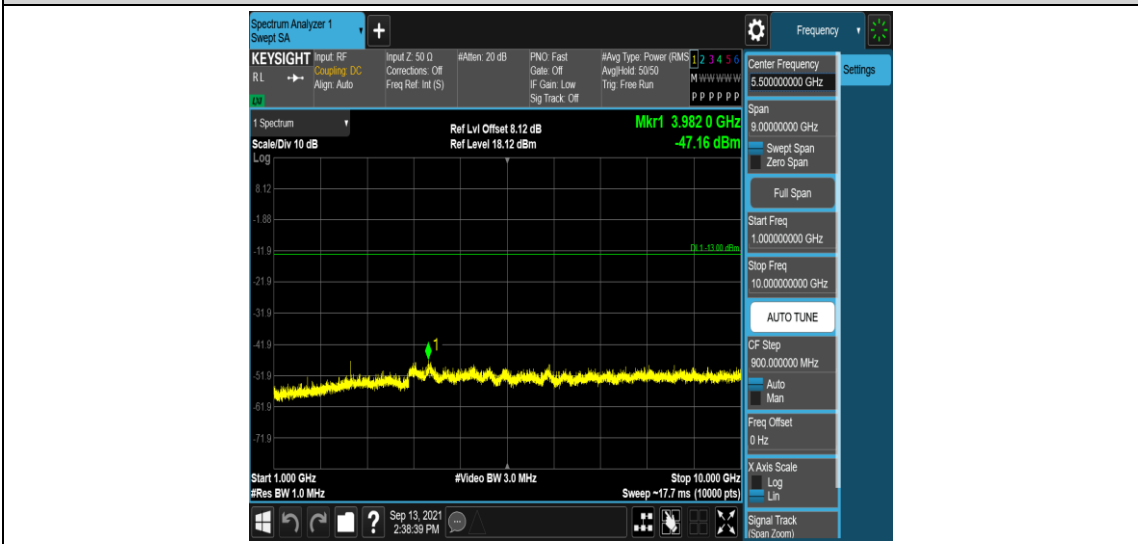 Spectrum Analyzer 1
Swept SA
+
Frequency
KEYSIGHT
RL
LXI
Input: RF
Coupling: DC
Align: Auto
Input Z: 50 Ω
Corrections: Off
Freq Ref: Int (S)
#Atten: 20 dB
PNO: Fast
Gate: Off
IF Gain: Low
Sig Track: Off
#Avg Type: Power (RMS
Avg|Hold: 50/50
Trig: Free Run
1 2 3 4 5 6
M W W W W W
P P P P P P
1 Spectrum
Scale/Div 10 dB
Log
Ref Lvl Offset 8.12 dB
Ref Level 18.12 dBm
Mkr1 3.982 0 GHz
-47.16 dBm
8.12
-1.88
-11.9
-21.9
-31.9
-41.9
-51.9
-61.9
-71.9
DL1 -13.00 dBm
1
Start 1.000 GHz
#Res BW 1.0 MHz
#Video BW 3.0 MHz
Stop 10.000 GHz
Sweep ~17.7 ms (10000 pts)
?
Sep 13, 2021
2:38:39 PM
Settings
Center Frequency
5.500000000 GHz
Span
9.00000000 GHz
Swept Span
Zero Span
Full Span
Start Freq
1.000000000 GHz
Stop Freq
10.000000000 GHz
AUTO TUNE
CF Step
900.000000 MHz
Auto
Man
Freq Offset
0 Hz
X Axis Scale
Log
Lin
Signal Track
(Span Zoom)